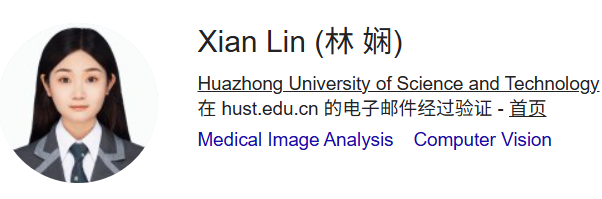 Xian Lin (林 娴)
Huazhong University of Science and Technology
在 hust.edu.cn 的电子邮件经过验证 - 首页
Medical Image Analysis Computer Vision